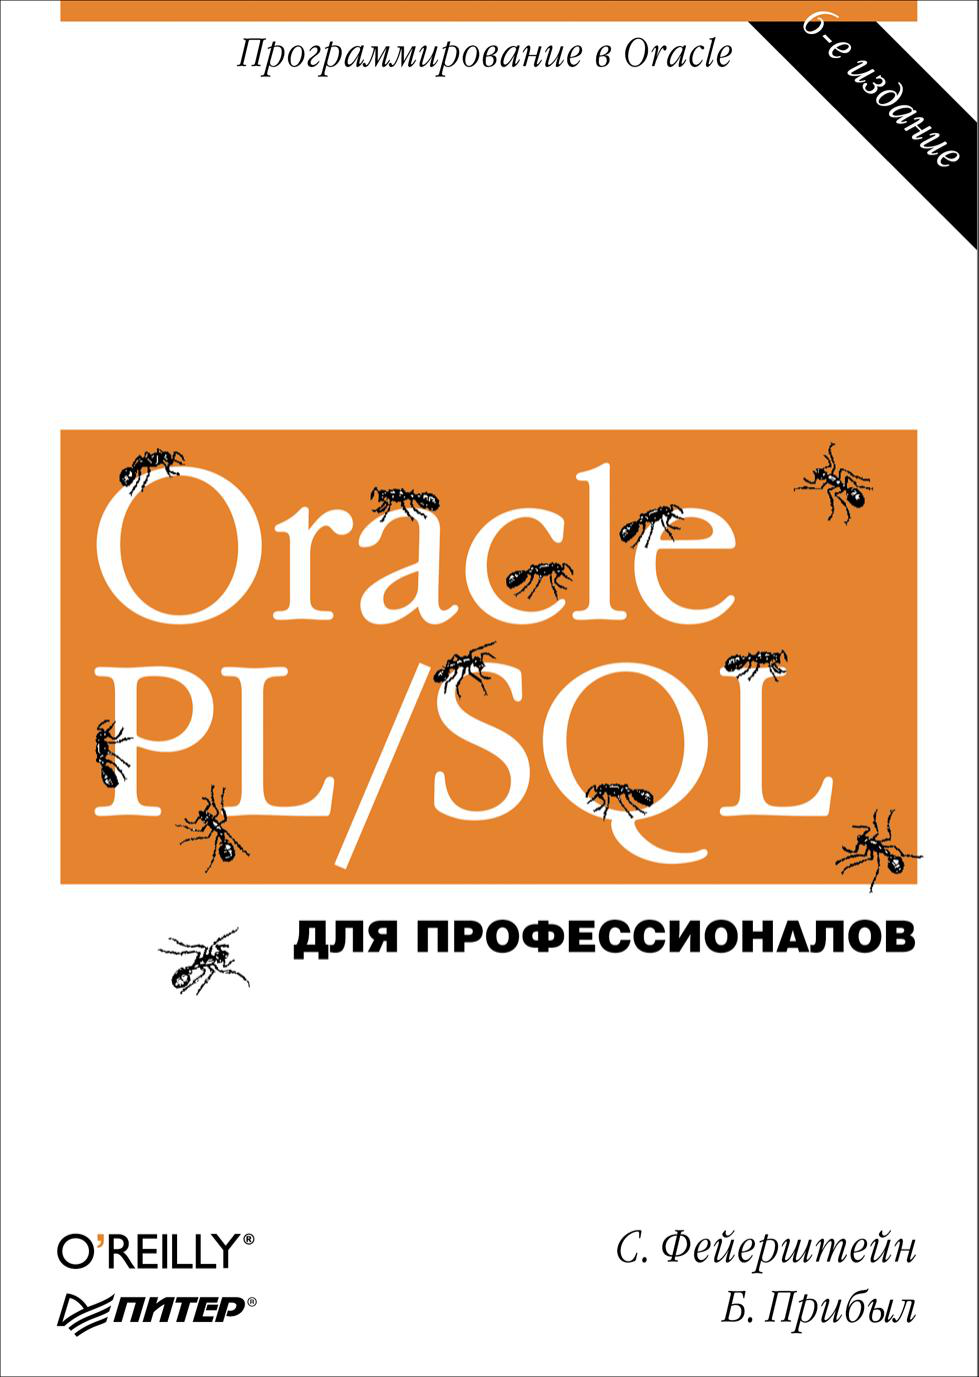 Программирование в Oracle
6-е издание
Oracle
PL/SQL
ДЛЯ ПРОФЕССИОНАЛОВ
O'REILLY®
ПИТЕР®
С. Фейерштейн
Б. Прибыл